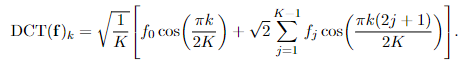 DCT(f)_k = \sqrt{\frac{1}{K}} \left[ f_0 \cos\left(\frac{\pi k}{2K}\right) + \sqrt{2} \sum_{j=1}^{K-1} f_j \cos\left(\frac{\pi k(2j+1)}{2K}\right) \right].